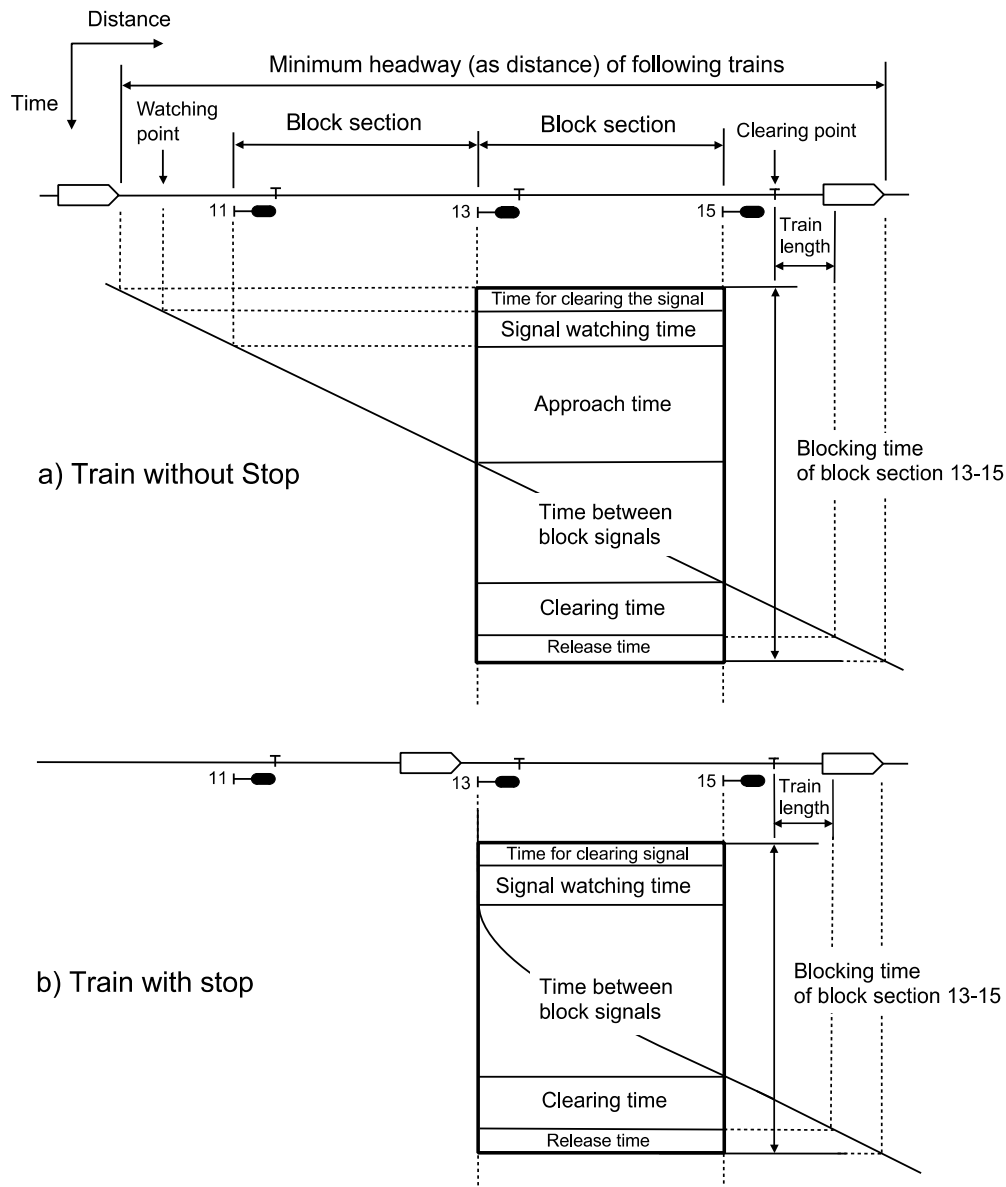 Distance
Minimum headway (as distance) of following trains
Time
Watching
point
Block section
Block section
Clearing point
11
13
15
Train
length
Time for clearing the signal
Signal watching time
Approach time
a) Train without Stop
Blocking time
of block section 13-15
Time between
block signals
Clearing time
Release time
11
13
15
Train
length
Time for clearing signal
Signal watching time
b) Train with stop
Time between
block signals
Blocking time
of block section 13-15
Clearing time
Release time